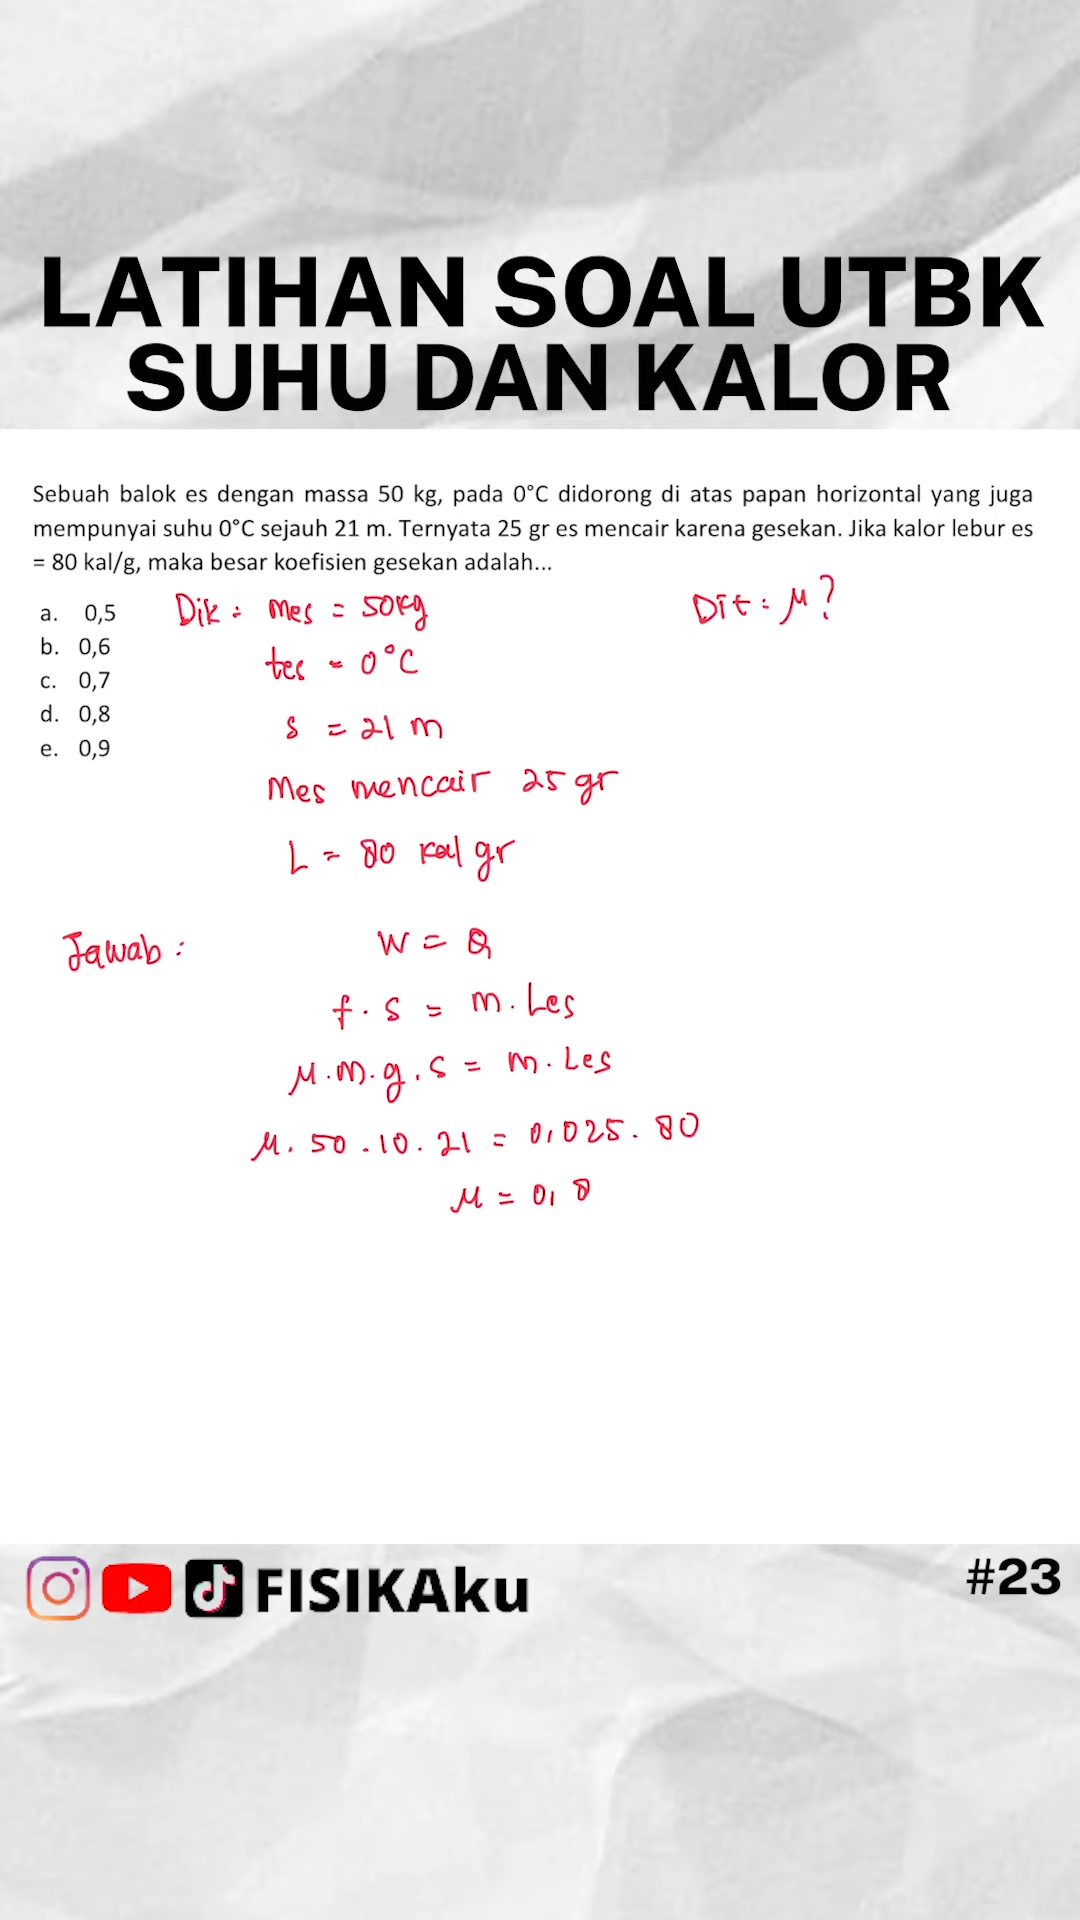 LATIHAN SOAL UTBK
SUHU DAN KALOR
Sebuah balok es dengan massa 50 kg, pada 0°C didorong di atas papan horizontal yang juga
mempunyai suhu 0°C sejauh 21 m. Ternyata 25 gr es mencair karena gesekan. Jika kalor lebur es
= 80 kal/g, maka besar koefisien gesekan adalah...
a. 0,5
b. 0,6
c. 0,7
d. 0,8
e. 0,9
Dik : mes = 50kg
tes = 0°C
s = 21 m
Mes mencair 25 gr
L = 80 kal gr
Dit : μ?
Jawab :
W = Q
f . s = m . Les
μ . m . g . s = m . Les
μ . 50 . 10 . 21 = 0,025 . 80
μ = 0,8
FISIKAku
#23